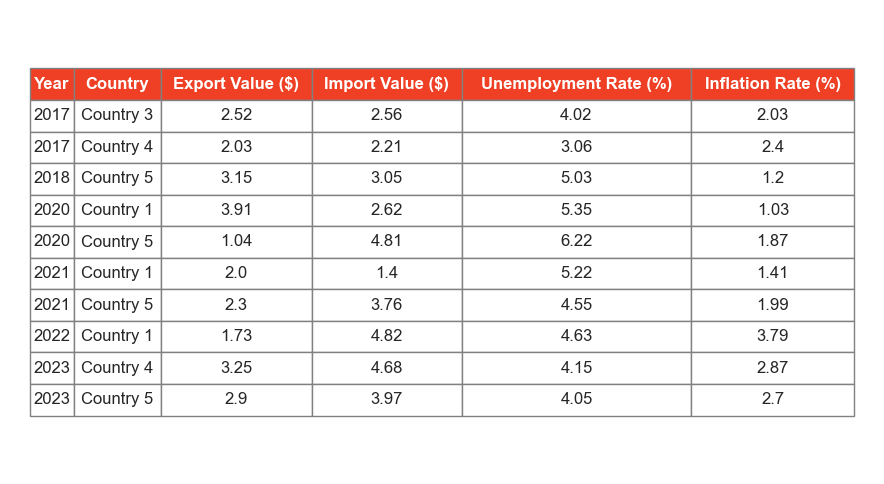 Year Country Export Value ($) Import Value ($) Unemployment Rate (%) Inflation Rate (%)
2017 Country 3 2.52 2.56 4.02 2.03
2017 Country 4 2.03 2.21 3.06 2.4
2018 Country 5 3.15 3.05 5.03 1.2
2020 Country 1 3.91 2.62 5.35 1.03
2020 Country 5 1.04 4.81 6.22 1.87
2021 Country 1 2.0 1.4 5.22 1.41
2021 Country 5 2.3 3.76 4.55 1.99
2022 Country 1 1.73 4.82 4.63 3.79
2023 Country 4 3.25 4.68 4.15 2.87
2023 Country 5 2.9 3.97 4.05 2.7